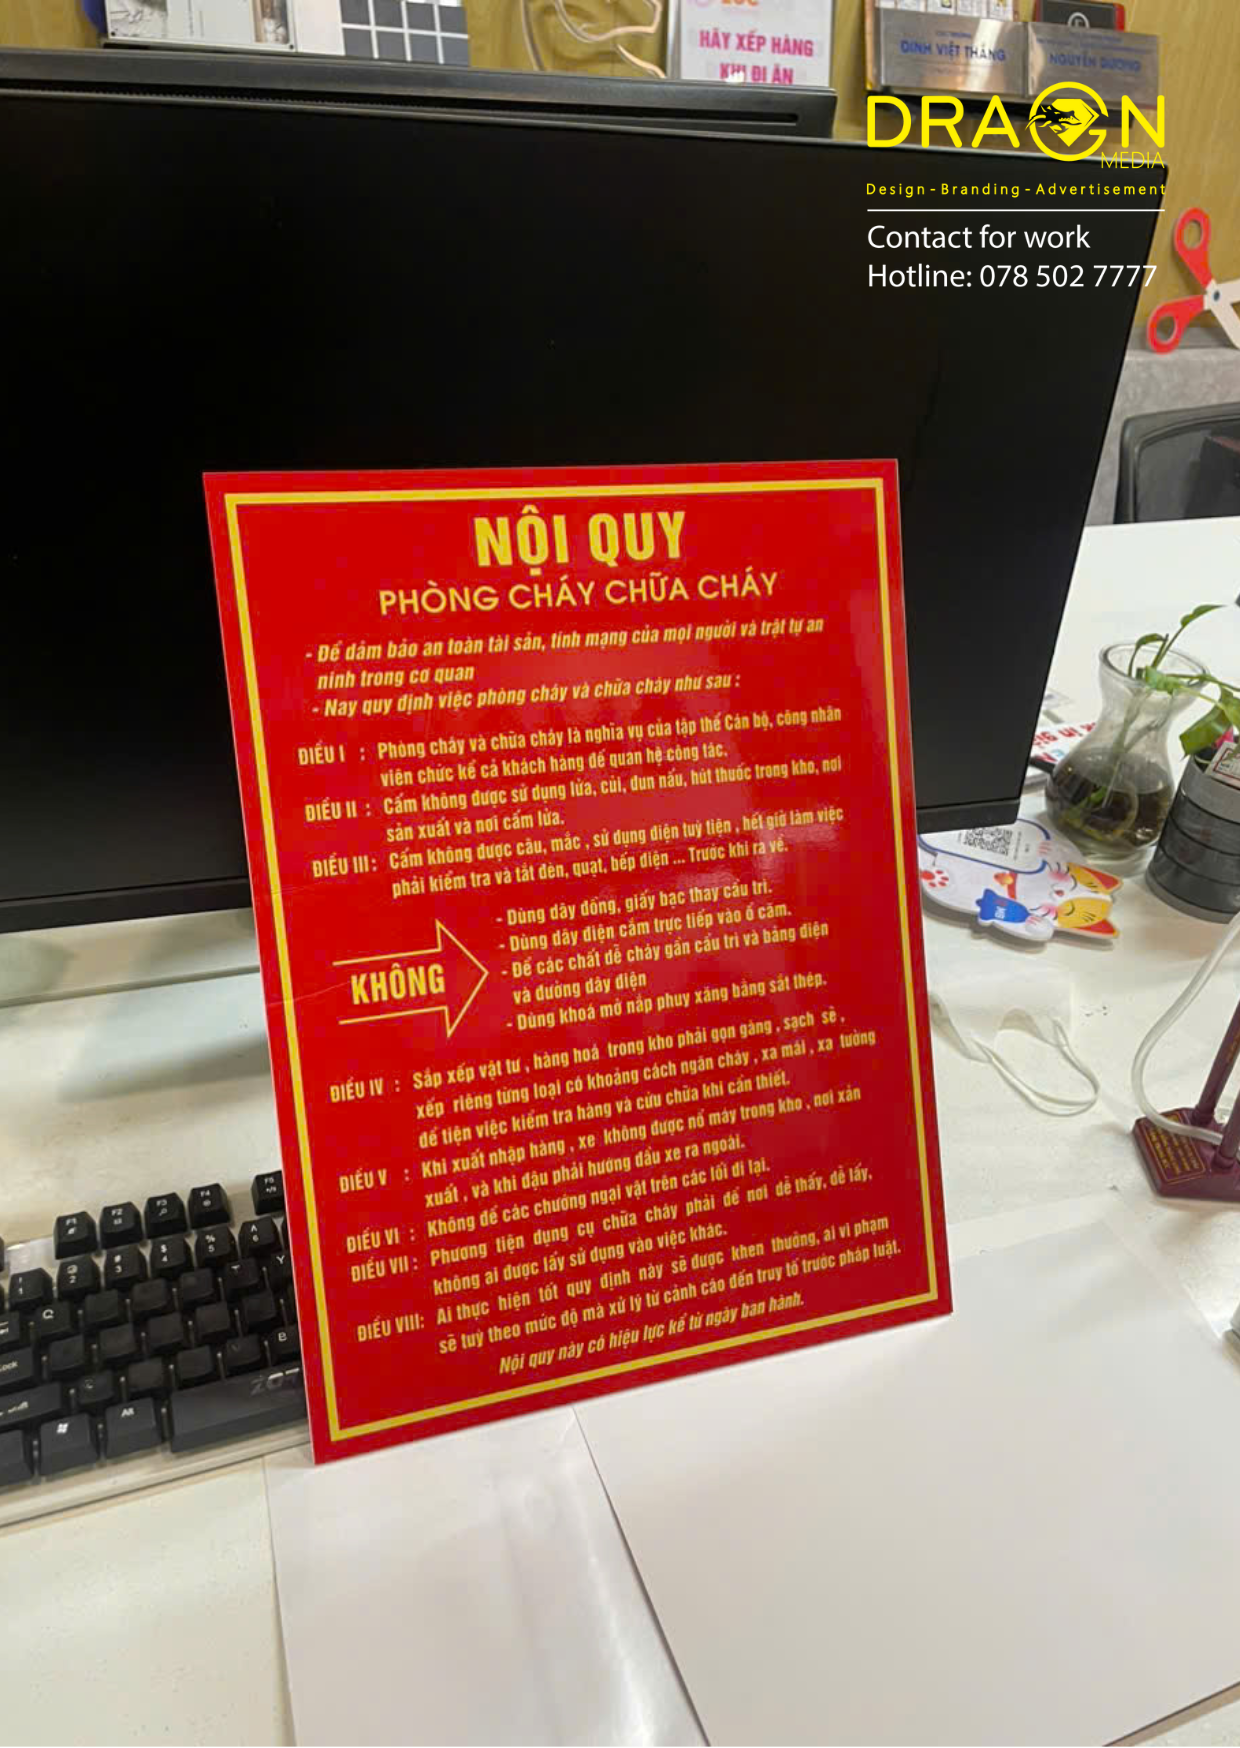 HÃY XẾP HÀNG
KHI ĐI ĂN
ĐINH VIỆT THẮNG
NGUYỄN DƯƠNG
DRAGON
MEDIA
Design - Branding - Advertisement
Contact for work
Hotline: 078 502 7777
NỘI QUY
PHÒNG CHÁY CHỮA CHÁY
- Để đảm bảo an toàn tài sản, tính mạng của mọi người và trật tự an
ninh trong cơ quan
- Nay quy định việc phòng cháy và chữa cháy như sau :
ĐIỀU I : Phòng cháy và chữa cháy là nghĩa vụ của tập thể Cán bộ, công nhân
viên chức kể cả khách hàng đế quan hệ công tác.
ĐIỀU II : Cấm không được sử dụng lửa, củi, đun nấu, hút thuốc trong kho, nơi
sản xuất và nơi cấm lửa.
ĐIỀU III : Cấm không được câu, mắc , sử dụng điện tuỳ tiện , hết giờ làm việc
phải kiểm tra và tắt đèn, quạt, bếp điện ... Trước khi ra về.
KHÔNG
- Dùng dây đồng, giấy bạc thay cầu trì.
- Dùng dây điện cắm trực tiếp vào ổ cắm.
- Để các chất dễ cháy gần cầu trì và bảng điện
và đường dây điện
- Dùng khoá mở nắp phuy xăng bằng sắt thép.
ĐIỀU IV : Sắp xếp vật tư , hàng hoá trong kho phải gọn gàng , sạch sẽ ,
xếp riêng từng loại có khoảng cách ngăn cháy , xa mái , xa tường
để tiện việc kiểm tra hàng và cứu chữa khi cần thiết.
ĐIỀU V : Khi xuất nhập hàng , xe không được nổ máy trong kho , nơi xản
xuất , và khi đậu phải hướng đầu xe ra ngoài.
ĐIỀU VI : Không để các chướng ngại vật trên các lối đi lại.
ĐIỀU VII : Phương tiện dụng cụ chữa cháy phải để nơi dễ thấy, dễ lấy,
không ai được lấy sử dụng vào việc khác.
ĐIỀU VIII: Ai thực hiện tốt quy định này sẽ được khen thưởng, ai vi phạm
sẽ tuỳ theo mức độ mà xử lý từ cảnh cáo đến truy tố trước pháp luật.
Nội quy này có hiệu lực kể từ ngày ban hành.